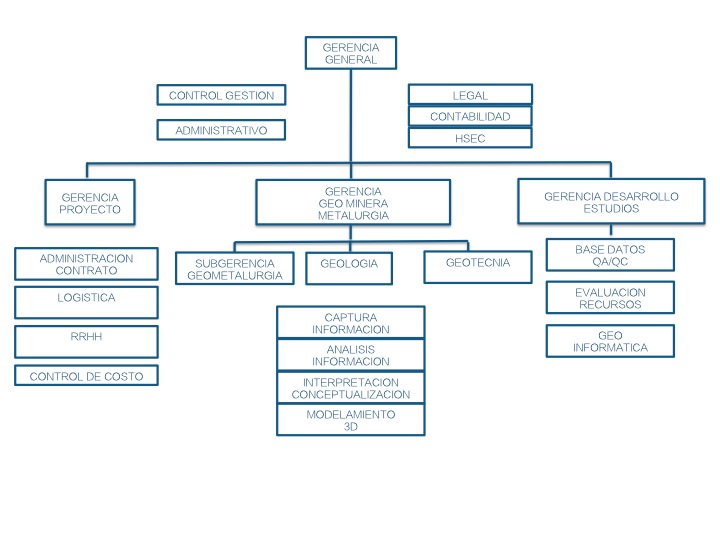 GERENCIA
GENERAL
CONTROL GESTION
ADMINISTRATIVO
LEGAL
CONTABILIDAD
HSEC
GERENCIA
PROYECTO
GERENCIA
GEO MINERA
METALURGIA
GERENCIA DESARROLLO
ESTUDIOS
ADMINISTRACION
CONTRATO
LOGISTICA
RRHH
CONTROL DE COSTO
SUBGERENCIA
GEOMETALURGIA
GEOLOGIA
GEOTECNIA
CAPTURA
INFORMACION
ANALISIS
INFORMACION
INTERPRETACION
CONCEPTUALIZACION
MODELAMIENTO
3D
BASE DATOS
QA/QC
EVALUACION
RECURSOS
GEO
INFORMATICA